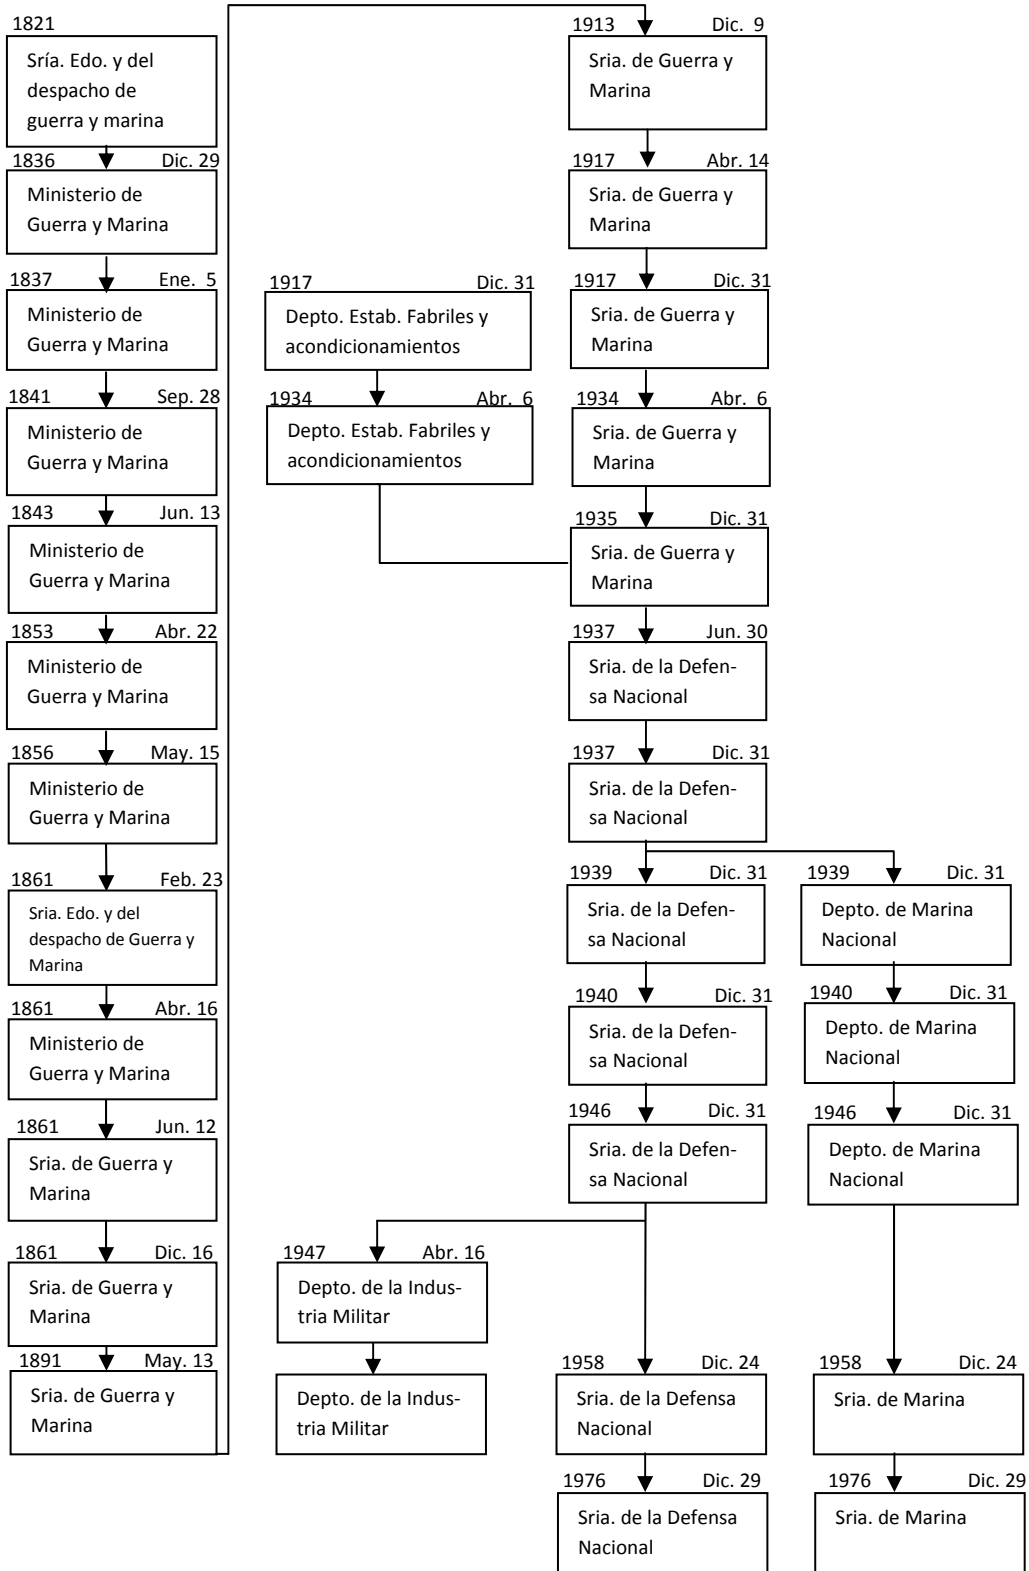 1821
Sría. Edo. y del
despacho de
guerra y marina
1836 Dic. 29
Ministerio de
Guerra y Marina
1837 Ene. 5
Ministerio de
Guerra y Marina
1841 Sep. 28
Ministerio de
Guerra y Marina
1843 Jun. 13
Ministerio de
Guerra y Marina
1853 Abr. 22
Ministerio de
Guerra y Marina
1856 May. 15
Ministerio de
Guerra y Marina
1861 Feb. 23
Sria. Edo. y del
despacho de Guerra y
Marina
1861 Abr. 16
Ministerio de
Guerra y Marina
1861 Jun. 12
Sria. de Guerra y
Marina
1861 Dic. 16
Sria. de Guerra y
Marina
1891 May. 13
Sria. de Guerra y
Marina
1913 Dic. 9
Sria. de Guerra y
Marina
1917 Abr. 14
Sria. de Guerra y
Marina
1917 Dic. 31
Depto. Estab. Fabriles y
acondicionamientos
1917 Dic. 31
Sria. de Guerra y
Marina
1934 Abr. 6
Depto. Estab. Fabriles y
acondicionamientos
1934 Abr. 6
Sria. de Guerra y
Marina
1935 Dic. 31
Sria. de Guerra y
Marina
1937 Jun. 30
Sria. de la Defen-
sa Nacional
1937 Dic. 31
Sria. de la Defen-
sa Nacional
1939 Dic. 31
Sria. de la Defen-
sa Nacional
1939 Dic. 31
Depto. de Marina
Nacional
1940 Dic. 31
Sria. de la Defen-
sa Nacional
1940 Dic. 31
Depto. de Marina
Nacional
1946 Dic. 31
Sria. de la Defen-
sa Nacional
1946 Dic. 31
Depto. de Marina
Nacional
1947 Abr. 16
Depto. de la Indus-
tria Militar
Depto. de la Indus-
tria Militar
1958 Dic. 24
Sria. de la Defensa
Nacional
1958 Dic. 24
Sria. de Marina
1976 Dic. 29
Sria. de la Defensa
Nacional
1976 Dic. 29
Sria. de Marina